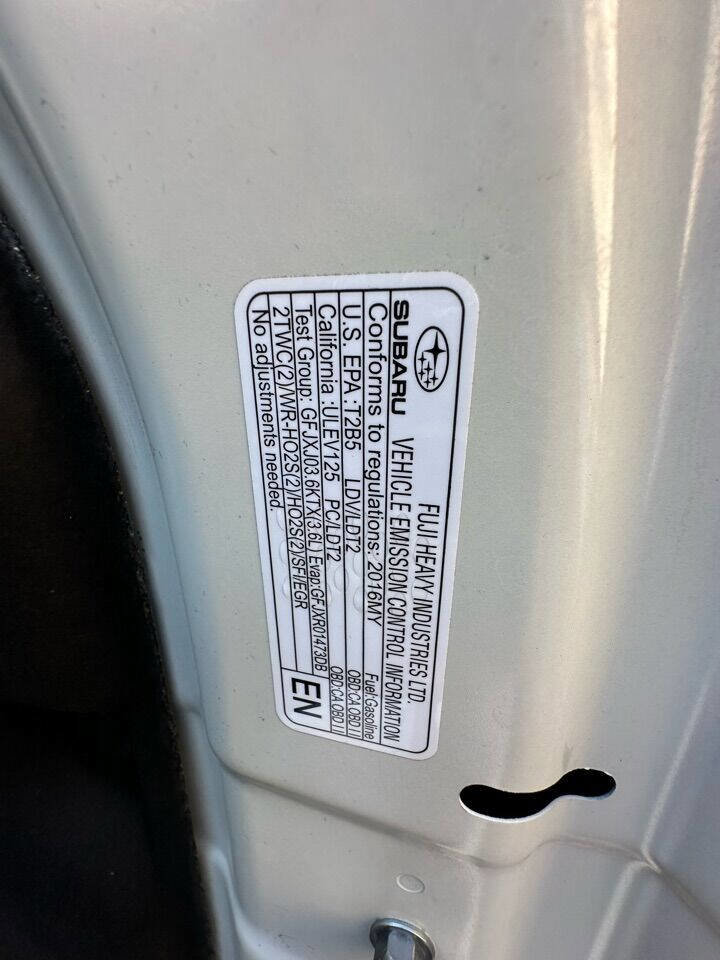 FUJI HEAVY INDUSTRIES LTD.
SUBARU VEHICLE EMISSION CONTROL INFORMATION
Conforms to regulations: 2016MY Fuel:Gasoline
U.S. EPA :T2B5 LDV/LDT2 OBD:CA OBD II
California :ULEV125 PC/LDT2 OBD:CA OBD II
Test Group: GFJXJ03.6KTX(3.6L) Evap:GFJXR01473DB
2TWC(2)/WR-HO2S(2)/HO2S(2)/SFI/EGR
No adjustments needed.
EN